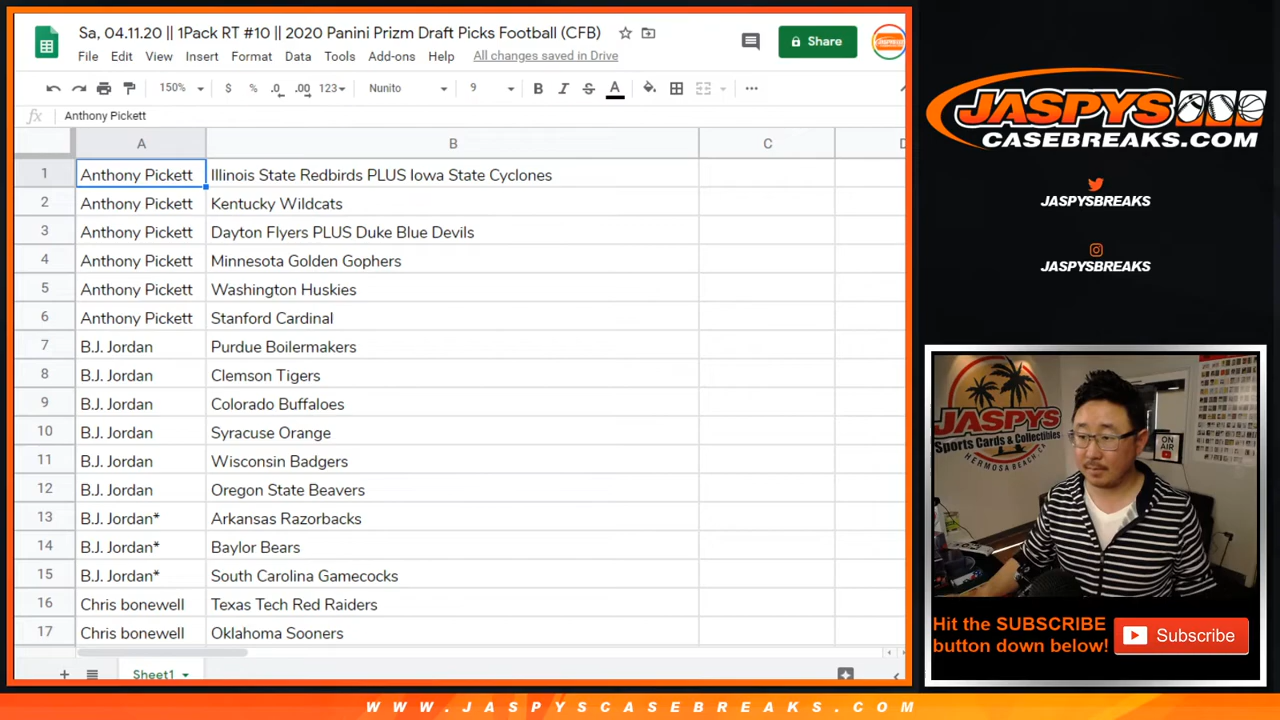 Sa, 04.11.20 || 1Pack RT #10 || 2020 Panini Prizm Draft Picks Football (CFB)
File Edit View Insert Format Data Tools Add-ons Help All changes saved in Drive
Share
150% $ % .0 .00 123 Nunito 9 B I S A
fx Anthony Pickett
A B C D
1 Anthony Pickett Illinois State Redbirds PLUS Iowa State Cyclones
2 Anthony Pickett Kentucky Wildcats
3 Anthony Pickett Dayton Flyers PLUS Duke Blue Devils
4 Anthony Pickett Minnesota Golden Gophers
5 Anthony Pickett Washington Huskies
6 Anthony Pickett Stanford Cardinal
7 B.J. Jordan Purdue Boilermakers
8 B.J. Jordan Clemson Tigers
9 B.J. Jordan Colorado Buffaloes
10 B.J. Jordan Syracuse Orange
11 B.J. Jordan Wisconsin Badgers
12 B.J. Jordan Oregon State Beavers
13 B.J. Jordan* Arkansas Razorbacks
14 B.J. Jordan* Baylor Bears
15 B.J. Jordan* South Carolina Gamecocks
16 Chris bonewell Texas Tech Red Raiders
17 Chris bonewell Oklahoma Sooners
Sheet1
JASPYS
CASEBREAKS.COM
JASPYSBREAKS
JASPYSBREAKS
JASPYS
Sports Cards & Collectibles
HERMOSA BEACH, CA
ON AIR
Hit the SUBSCRIBE
button down below!
Subscribe
WWW.JASPYSCASEBREAKS.COM